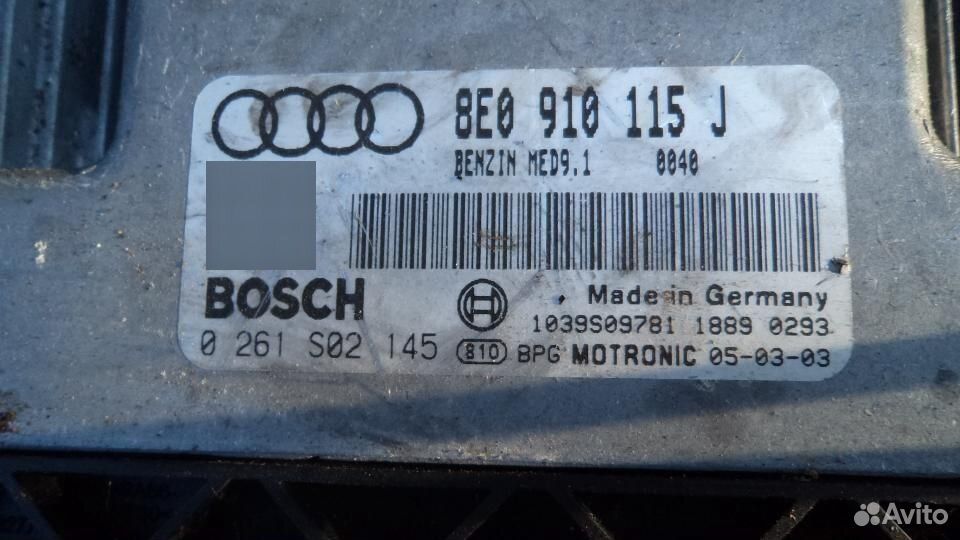 8E0 910 115 J
BENZIN MED9.1 0040
BOSCH
Made in Germany
1039S09781 1889 0293
0 261 S02 145 810 BPG MOTRONIC 05-03-03
Avito